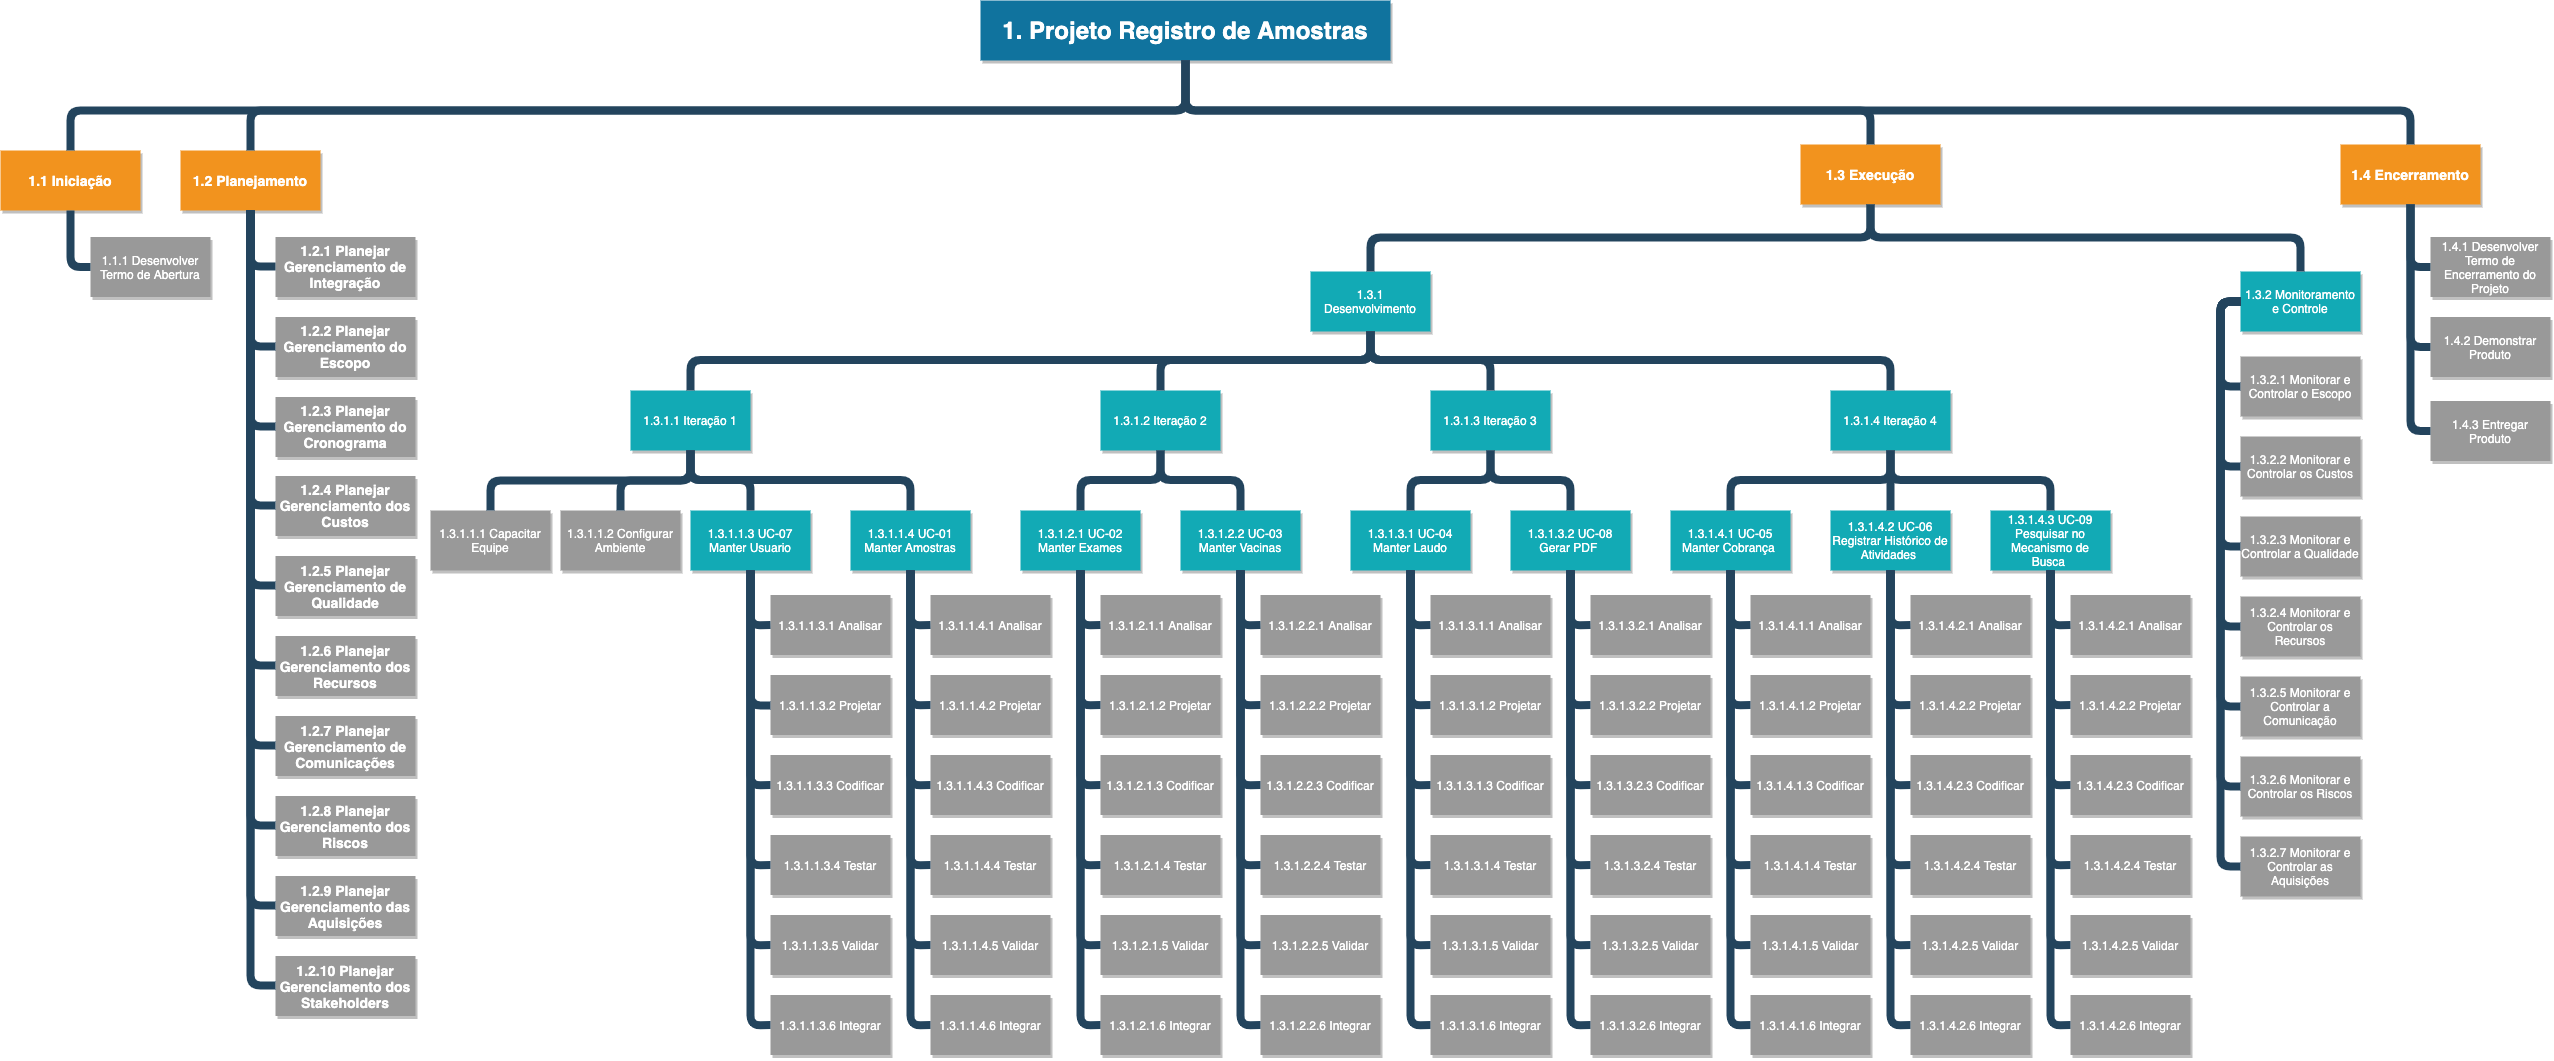 1. Projeto Registro de Amostras
1.1 Iniciação
1.1.1 Desenvolver
Termo de Abertura
1.2 Planejamento
1.2.1 Planejar
Gerenciamento de
Integração
1.2.2 Planejar
Gerenciamento do
Escopo
1.2.3 Planejar
Gerenciamento do
Cronograma
1.2.4 Planejar
Gerenciamento dos
Custos
1.2.5 Planejar
Gerenciamento de
Qualidade
1.2.6 Planejar
Gerenciamento dos
Recursos
1.2.7 Planejar
Gerenciamento de
Comunicações
1.2.8 Planejar
Gerenciamento dos
Riscos
1.2.9 Planejar
Gerenciamento das
Aquisições
1.2.10 Planejar
Gerenciamento dos
Stakeholders
1.3 Execução
1.3.1
Desenvolvimento
1.3.1.1 Iteração 1
1.3.1.1.1 Capacitar
Equipe
1.3.1.1.2 Configurar
Ambiente
1.3.1.1.3 UC-07
Manter Usuario
1.3.1.1.3.1 Analisar
1.3.1.1.3.2 Projetar
1.3.1.1.3.3 Codificar
1.3.1.1.3.4 Testar
1.3.1.1.3.5 Validar
1.3.1.1.3.6 Integrar
1.3.1.1.4 UC-01
Manter Amostras
1.3.1.1.4.1 Analisar
1.3.1.1.4.2 Projetar
1.3.1.1.4.3 Codificar
1.3.1.1.4.4 Testar
1.3.1.1.4.5 Validar
1.3.1.1.4.6 Integrar
1.3.1.2 Iteração 2
1.3.1.2.1 UC-02
Manter Exames
1.3.1.2.1.1 Analisar
1.3.1.2.1.2 Projetar
1.3.1.2.1.3 Codificar
1.3.1.2.1.4 Testar
1.3.1.2.1.5 Validar
1.3.1.2.1.6 Integrar
1.3.1.2.2 UC-03
Manter Vacinas
1.3.1.2.2.1 Analisar
1.3.1.2.2.2 Projetar
1.3.1.2.2.3 Codificar
1.3.1.2.2.4 Testar
1.3.1.2.2.5 Validar
1.3.1.2.2.6 Integrar
1.3.1.3 Iteração 3
1.3.1.3.1 UC-04
Manter Laudo
1.3.1.3.1.1 Analisar
1.3.1.3.1.2 Projetar
1.3.1.3.1.3 Codificar
1.3.1.3.1.4 Testar
1.3.1.3.1.5 Validar
1.3.1.3.1.6 Integrar
1.3.1.3.2 UC-08
Gerar PDF
1.3.1.3.2.1 Analisar
1.3.1.3.2.2 Projetar
1.3.1.3.2.3 Codificar
1.3.1.3.2.4 Testar
1.3.1.3.2.5 Validar
1.3.1.3.2.6 Integrar
1.3.1.4 Iteração 4
1.3.1.4.1 UC-05
Manter Cobrança
1.3.1.4.1.1 Analisar
1.3.1.4.1.2 Projetar
1.3.1.4.1.3 Codificar
1.3.1.4.1.4 Testar
1.3.1.4.1.5 Validar
1.3.1.4.1.6 Integrar
1.3.1.4.2 UC-06
Registrar Histórico de
Atividades
1.3.1.4.2.1 Analisar
1.3.1.4.2.2 Projetar
1.3.1.4.2.3 Codificar
1.3.1.4.2.4 Testar
1.3.1.4.2.5 Validar
1.3.1.4.2.6 Integrar
1.3.1.4.3 UC-09
Pesquisar no
Mecanismo de
Busca
1.3.1.4.2.1 Analisar
1.3.1.4.2.2 Projetar
1.3.1.4.2.3 Codificar
1.3.1.4.2.4 Testar
1.3.1.4.2.5 Validar
1.3.1.4.2.6 Integrar
1.3.2 Monitoramento
e Controle
1.3.2.1 Monitorar e
Controlar o Escopo
1.3.2.2 Monitorar e
Controlar os Custos
1.3.2.3 Monitorar e
Controlar a Qualidade
1.3.2.4 Monitorar e
Controlar os
Recursos
1.3.2.5 Monitorar e
Controlar a
Comunicação
1.3.2.6 Monitorar e
Controlar os Riscos
1.3.2.7 Monitorar e
Controlar as
Aquisições
1.4 Encerramento
1.4.1 Desenvolver
Termo de
Encerramento do
Projeto
1.4.2 Demonstrar
Produto
1.4.3 Entregar
Produto